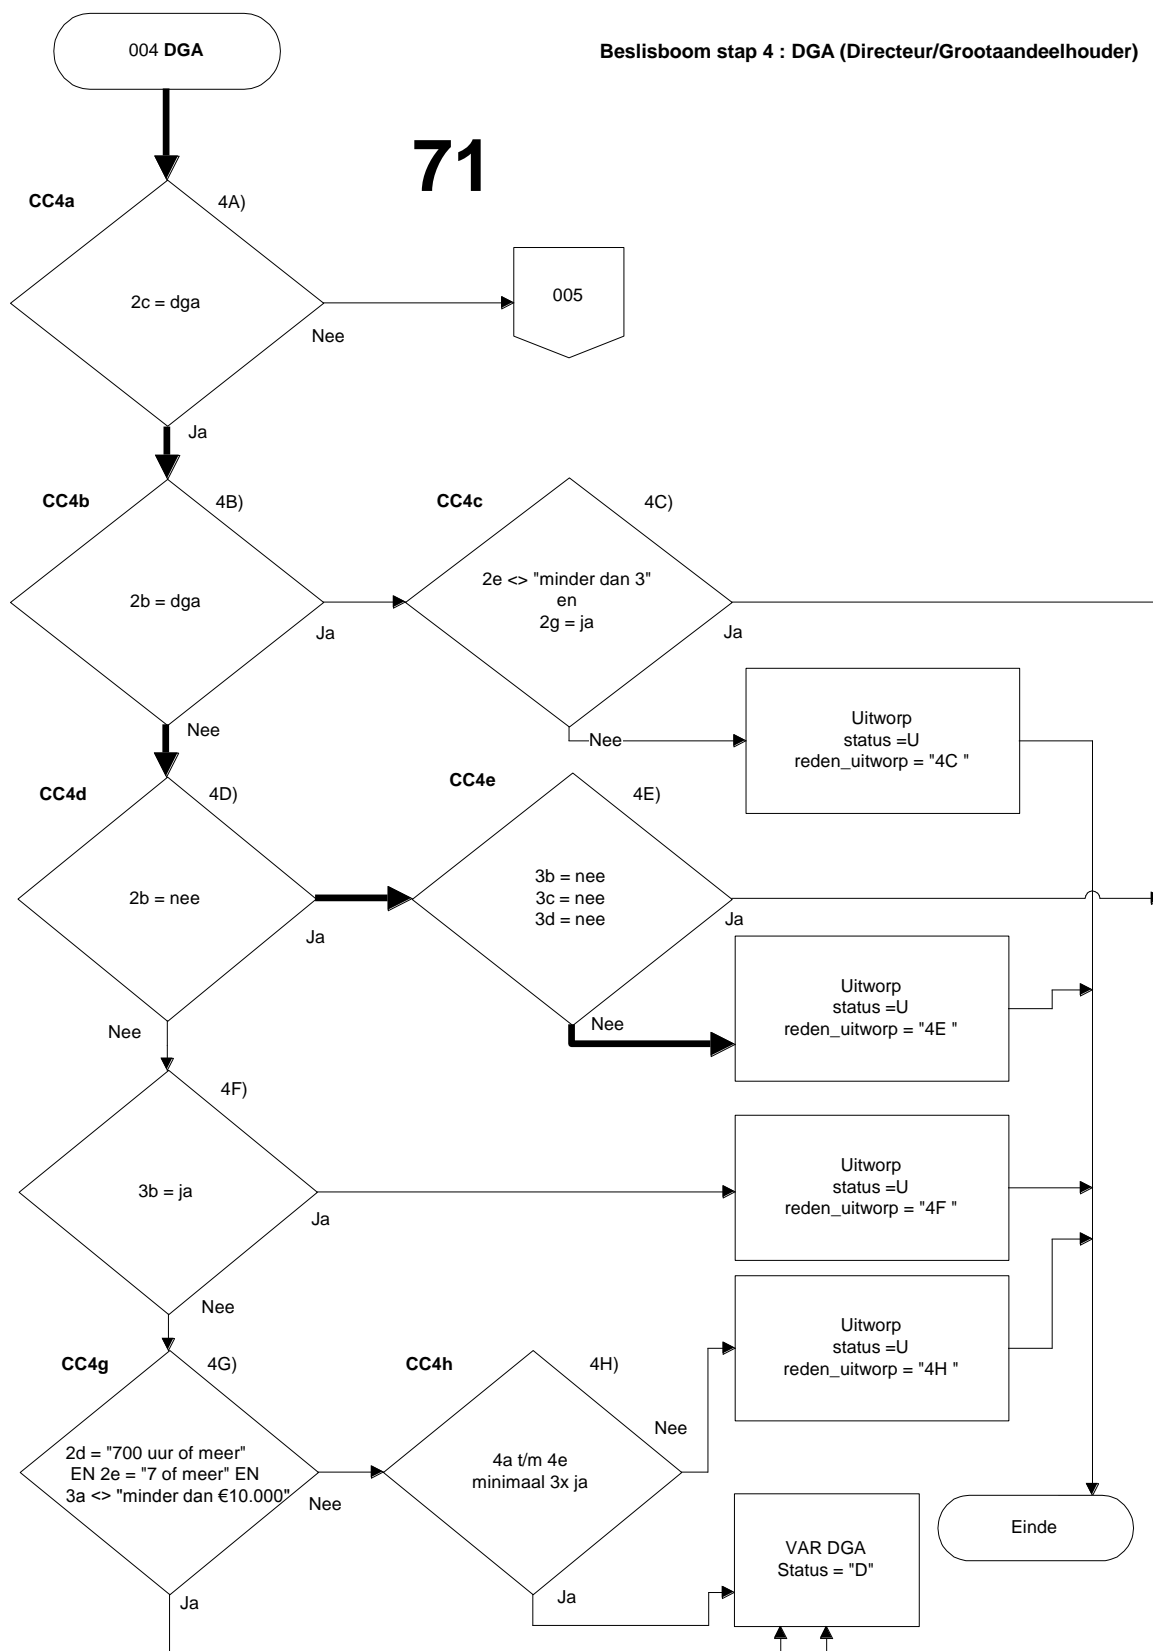 004 DGA
Beslisboom stap 4 : DGA (Directeur/Grootaandeelhouder)
71
CC4a
4A)
2c = dga
Nee
005
Ja
CC4b
4B)
2b = dga
Ja
CC4c
4C)
2e <> "minder dan 3"
en
2g = ja
Ja
Nee
Nee
Uitworp
status =U
reden_uitworp = "4C "
CC4d
4D)
2b = nee
Ja
CC4e
4E)
3b = nee
3c = nee
3d = nee
Ja
Nee
Nee
Uitworp
status =U
reden_uitworp = "4E "
4F)
3b = ja
Ja
Uitworp
status =U
reden_uitworp = "4F "
Nee
CC4g
4G)
2d = "700 uur of meer"
EN 2e = "7 of meer" EN
3a <> "minder dan €10.000"
Nee
CC4h
4H)
4a t/m 4e
minimaal 3x ja
Nee
Uitworp
status =U
reden_uitworp = "4H "
Ja
Ja
VAR DGA
Status = "D"
Einde